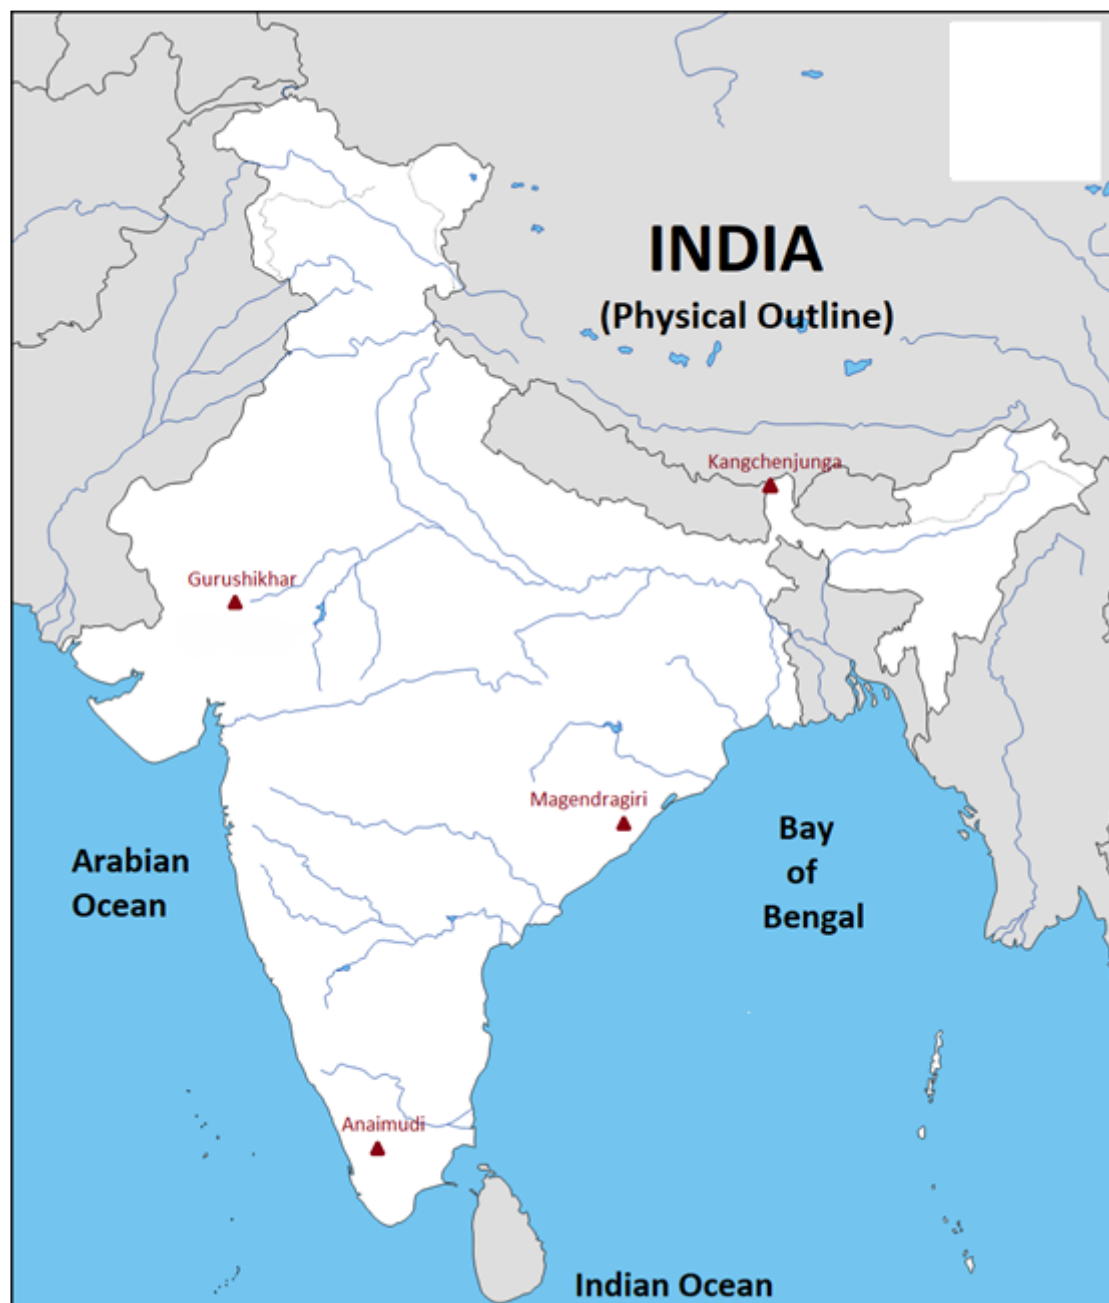 INDIA
(Physical Outline)
Kangchenjunga
Gurushikhar
Magendragiri
Arabian
Ocean
Bay
of
Bengal
Anaimudi
Indian Ocean